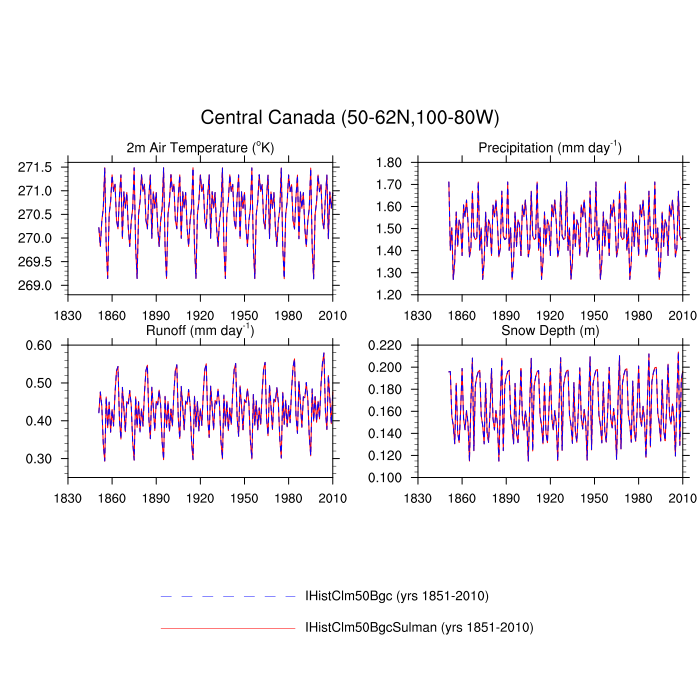 Central Canada (50-62N,100-80W)
2m Air Temperature (°K)
271.5
271.0
270.5
270.0
269.5
269.0
1830 1860 1890 1920 1950 1980 2010
Precipitation (mm day-1)
1.80
1.70
1.60
1.50
1.40
1.30
1.20
1830 1860 1890 1920 1950 1980 2010
Runoff (mm day-1)
0.60
0.50
0.40
0.30
1830 1860 1890 1920 1950 1980 2010
Snow Depth (m)
0.220
0.200
0.180
0.160
0.140
0.120
0.100
1830 1860 1890 1920 1950 1980 2010
IHistClm50Bgc (yrs 1851-2010)
IHistClm50BgcSulman (yrs 1851-2010)